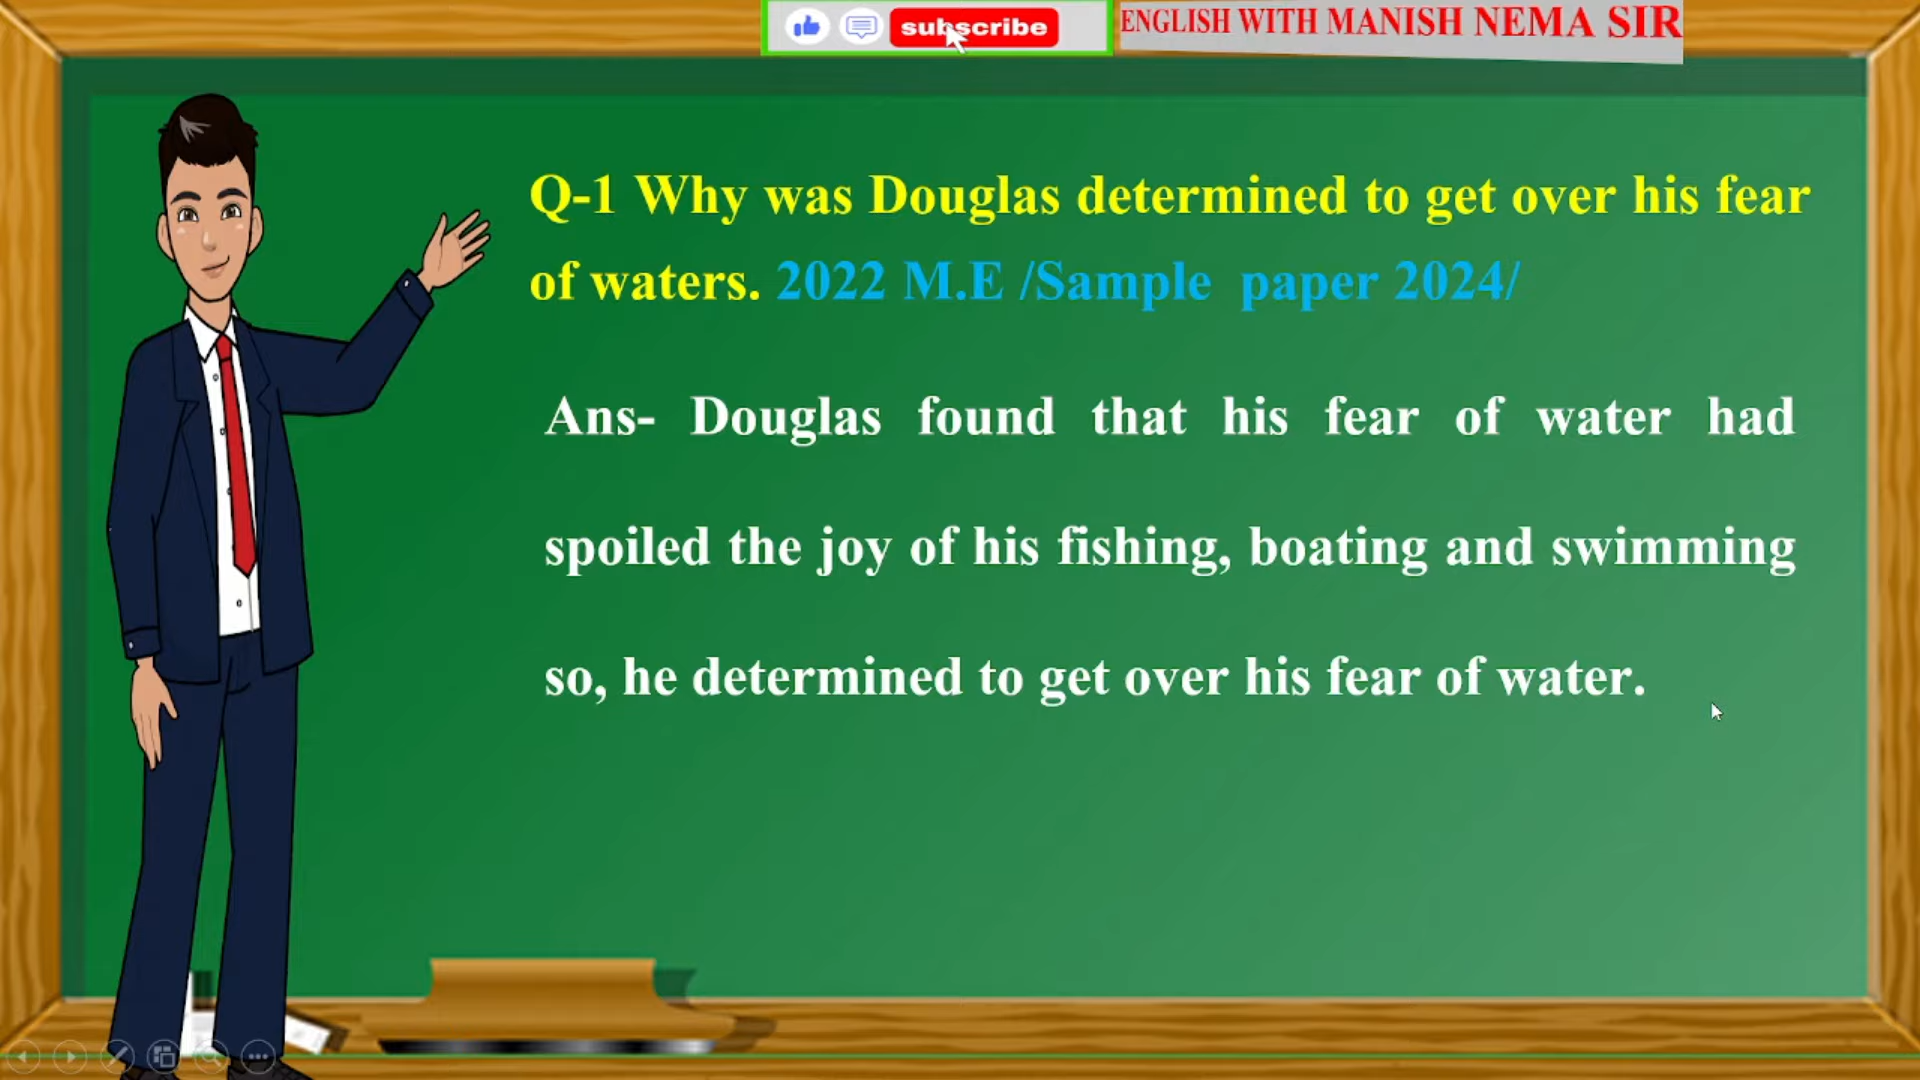 subscribe
ENGLISH WITH MANISH NEMA SIR
Q-1 Why was Douglas determined to get over his fear
of waters. 2022 M.E /Sample paper 2024/
Ans- Douglas found that his fear of water had
spoiled the joy of his fishing, boating and swimming
so, he determined to get over his fear of water.